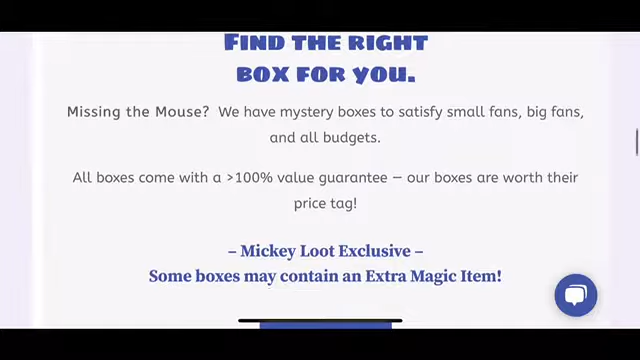 FIND THE RIGHT
BOX FOR YOU.
Missing the Mouse? We have mystery boxes to satisfy small fans, big fans,
and all budgets.
All boxes come with a >100% value guarantee — our boxes are worth their
price tag!
– Mickey Loot Exclusive –
Some boxes may contain an Extra Magic Item!